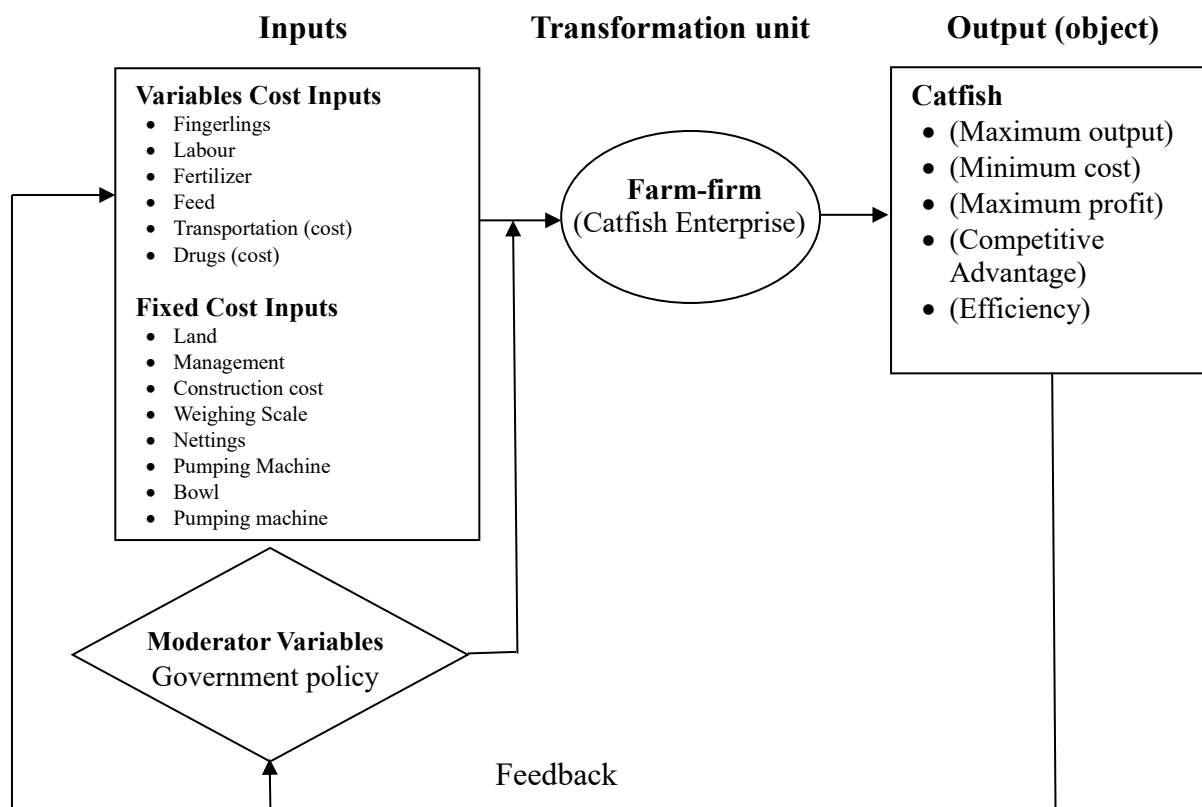 Inputs
Transformation unit
Output (object)
Variables Cost Inputs
• Fingerlings
• Labour
• Fertilizer
• Feed
• Transportation (cost)
• Drugs (cost)
Fixed Cost Inputs
• Land
• Management
• Construction cost
• Weighing Scale
• Nettings
• Pumping Machine
• Bowl
• Pumping machine
Farm-firm
(Catfish Enterprise)
Catfish
• (Maximum output)
• (Minimum cost)
• (Maximum profit)
• (Competitive
Advantage)
• (Efficiency)
Moderator Variables
Government policy
Feedback